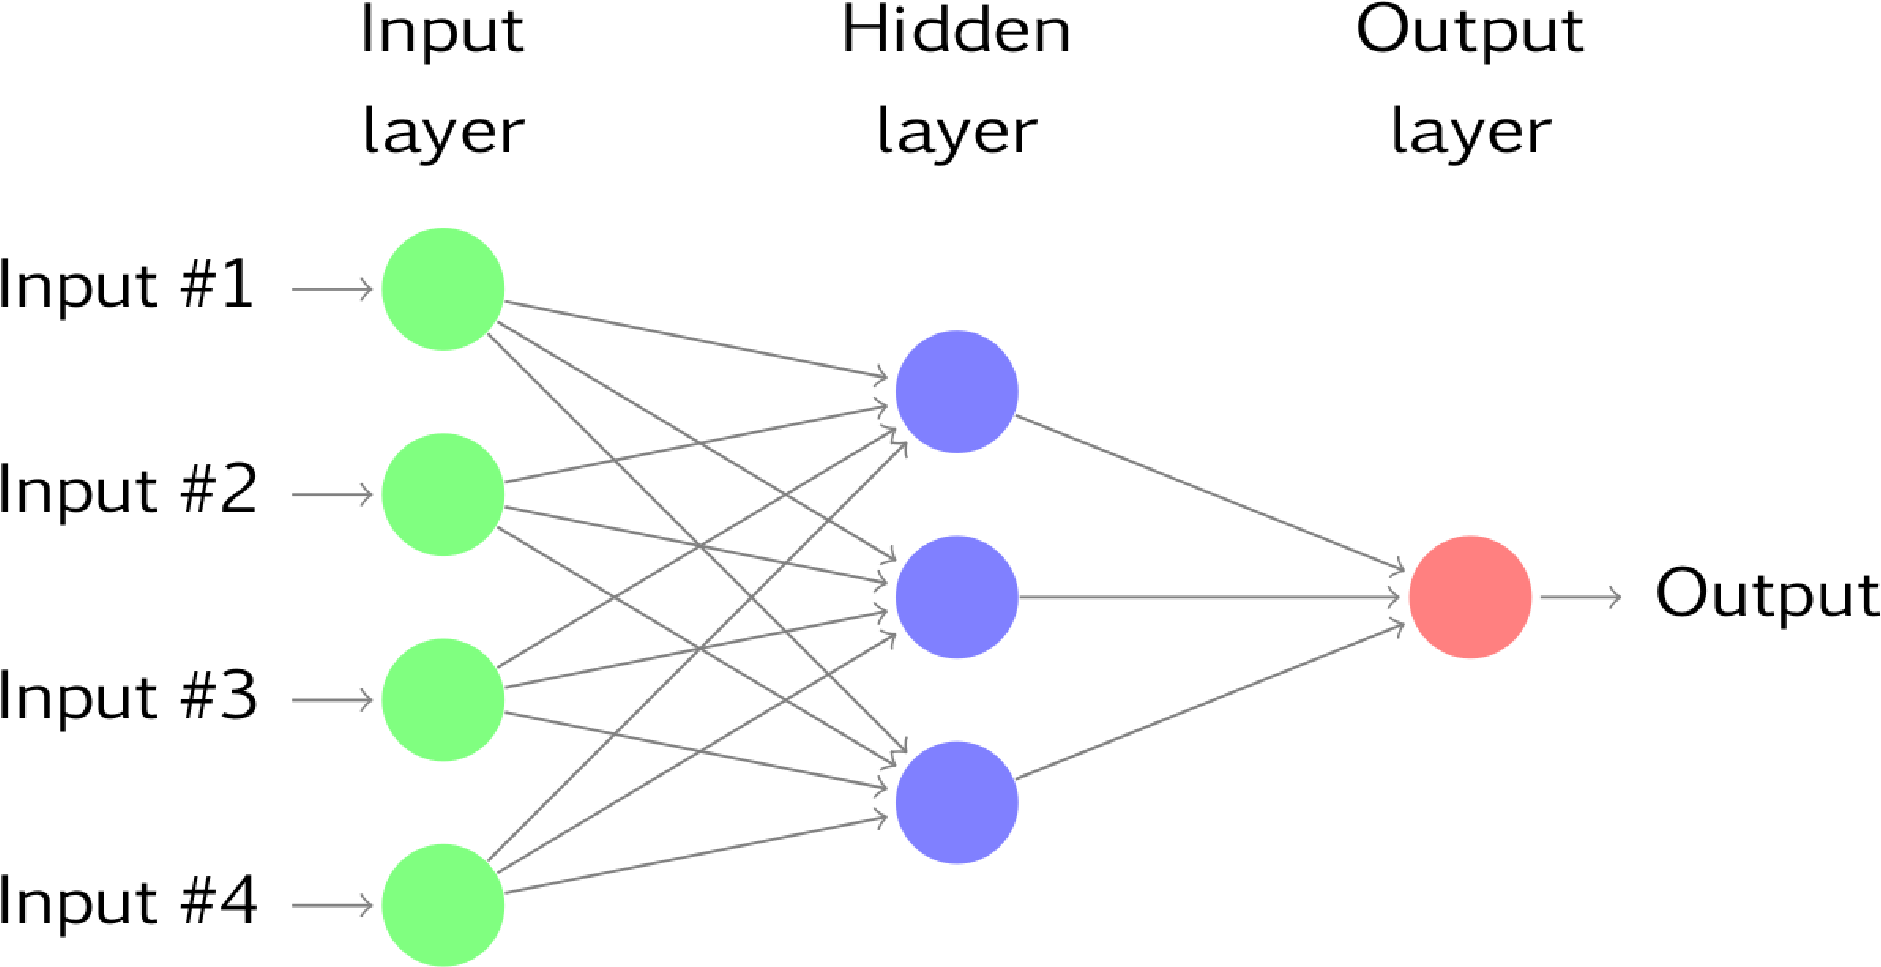 Input
layer
Hidden
layer
Output
layer
Input #1
Input #2
Input #3
Input #4
Output